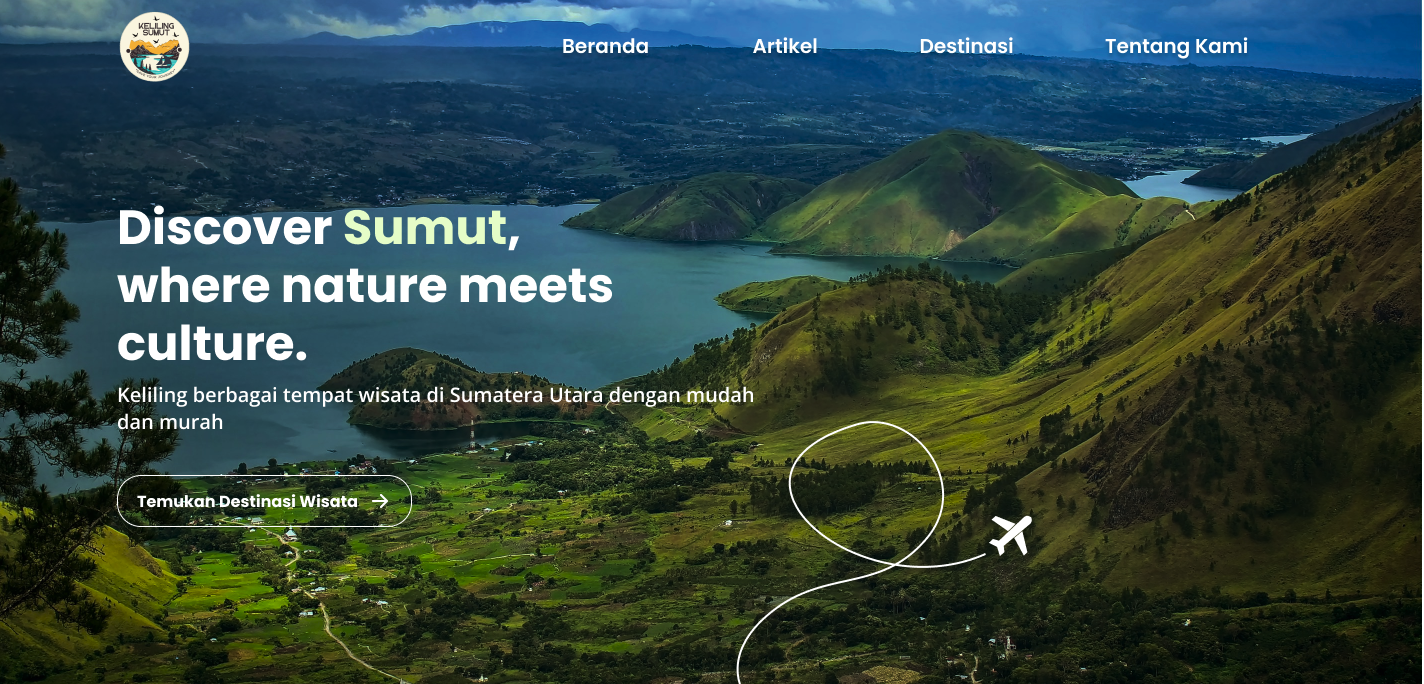 KELILING
SUMUT
Beranda
Artikel
Destinasi
Tentang Kami
Discover Sumut,
where nature meets
culture.
Keliling berbagai tempat wisata di Sumatera Utara dengan mudah
dan murah
Temukan Destinasi Wisata